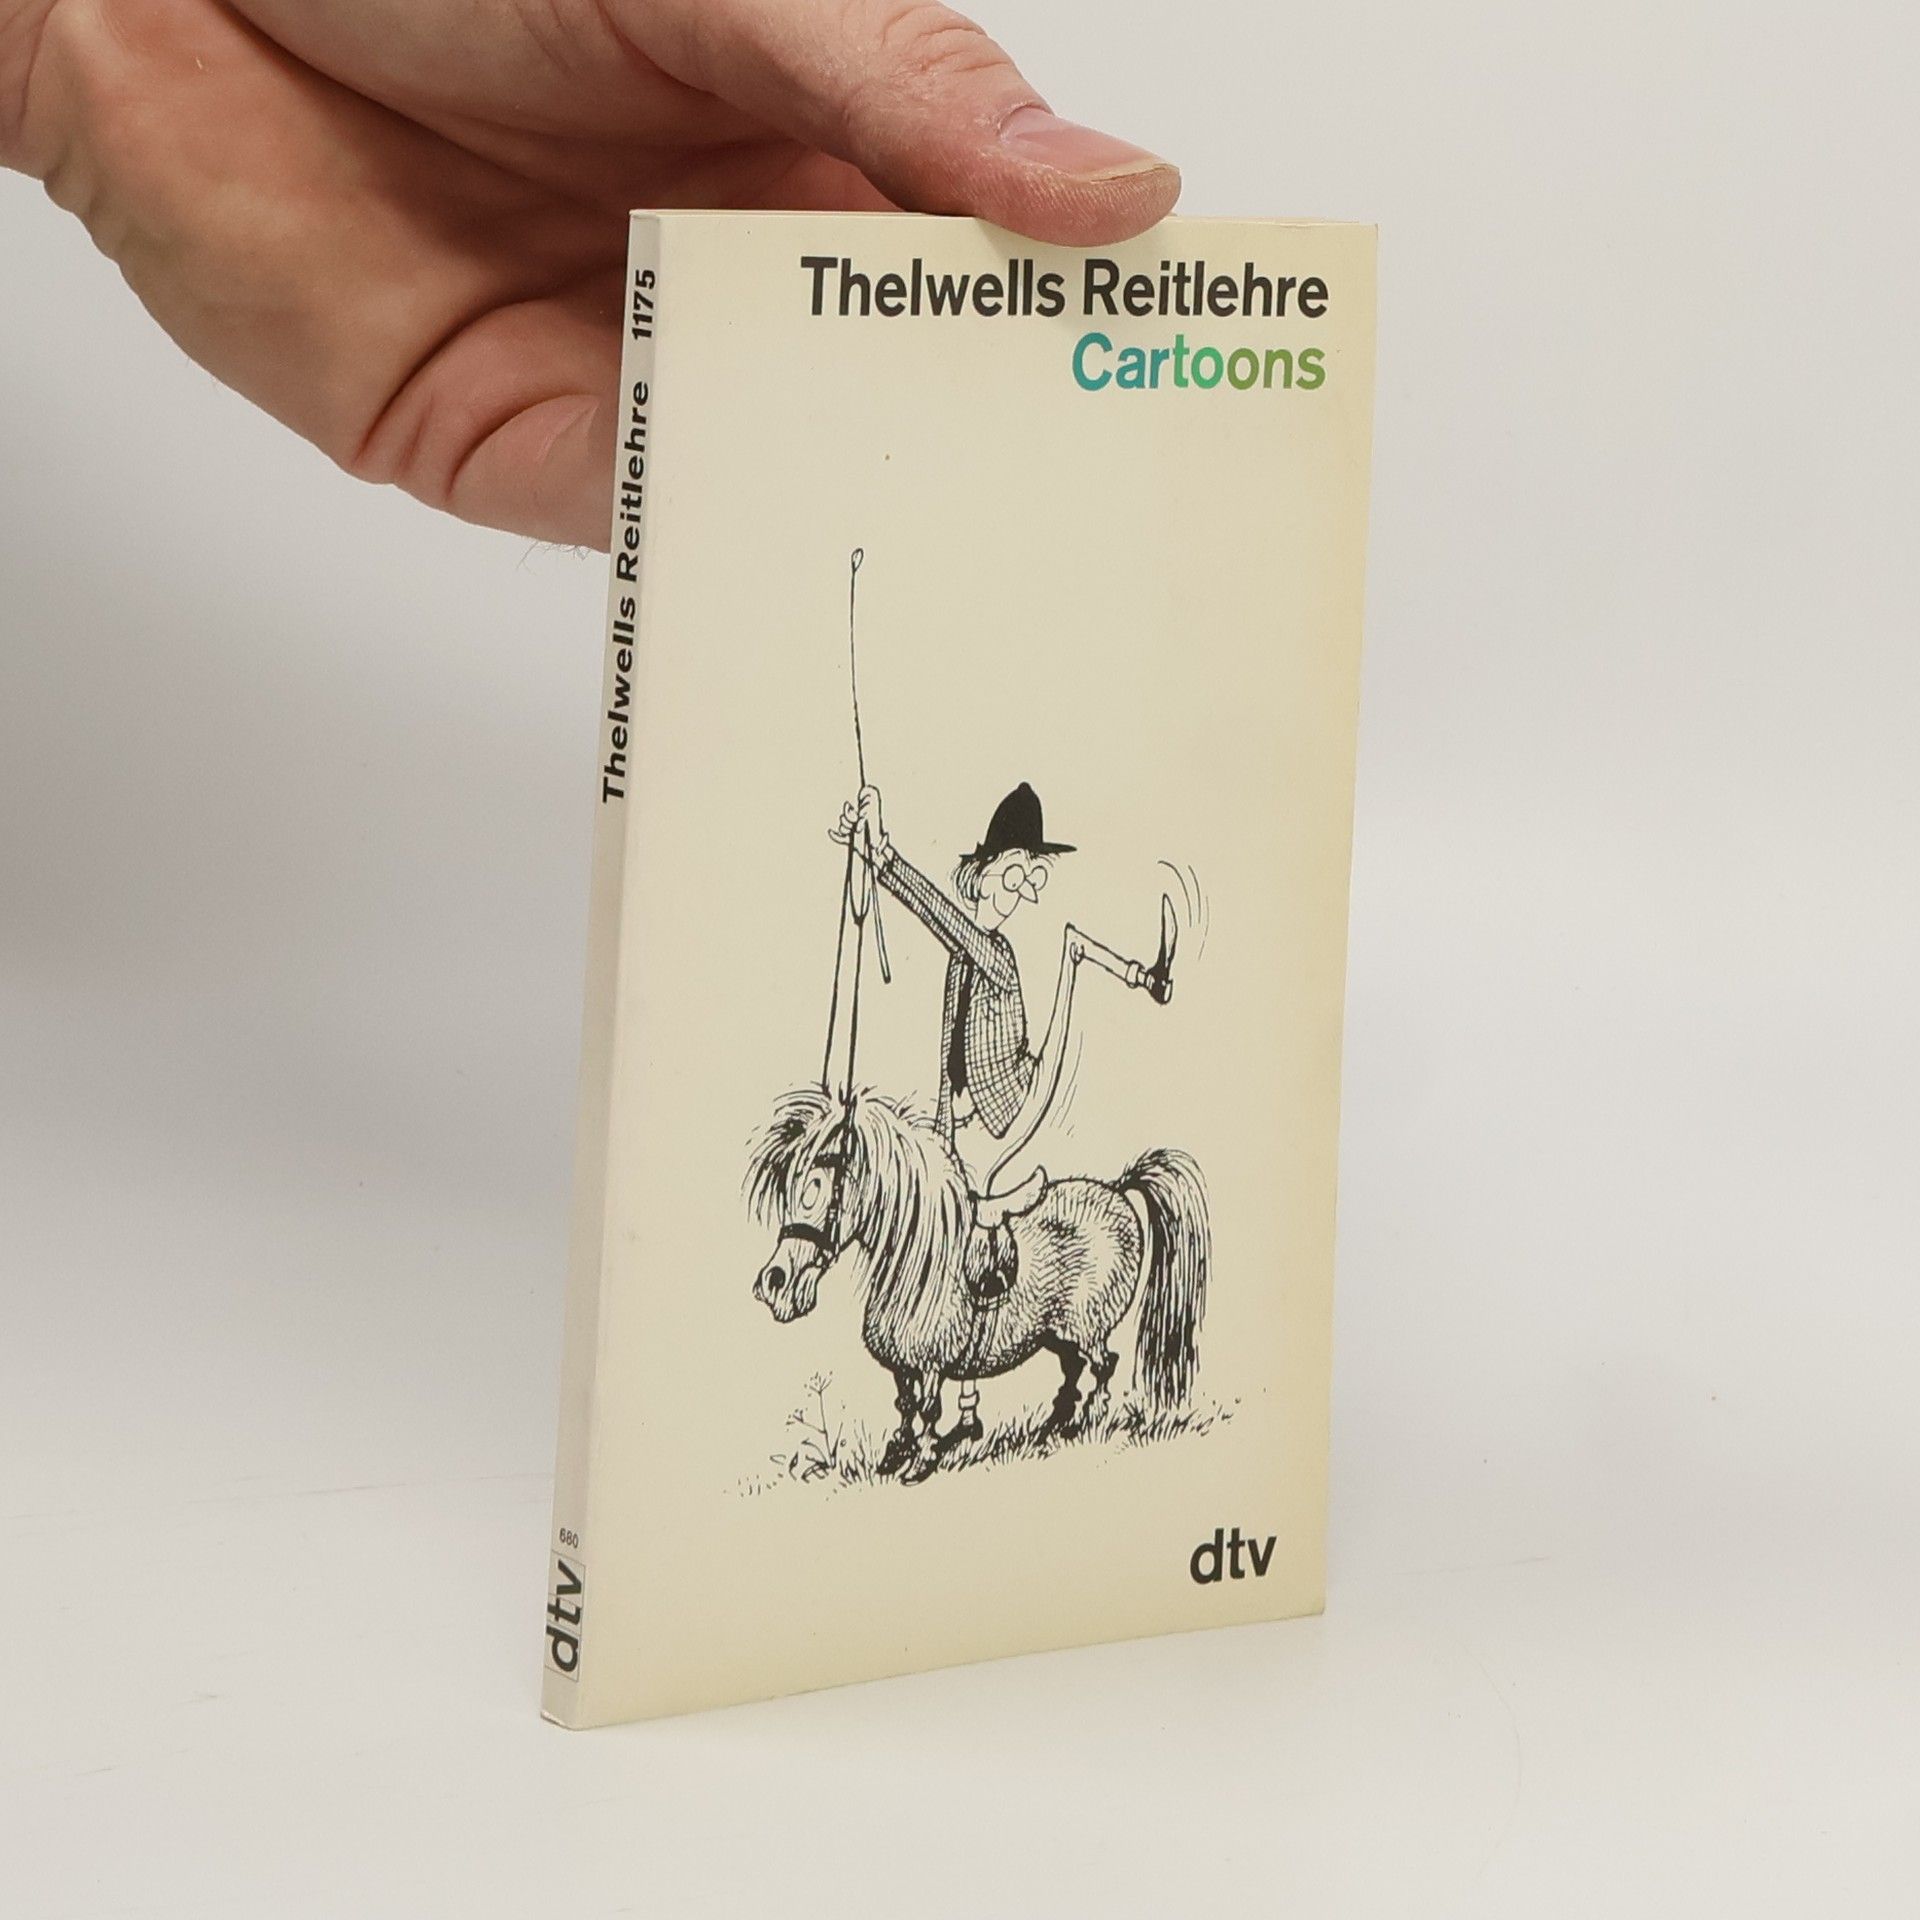 Thelwells Reitlehre
Cartoons
dtv
Thelwells Reitlehre 1175
680
dtv